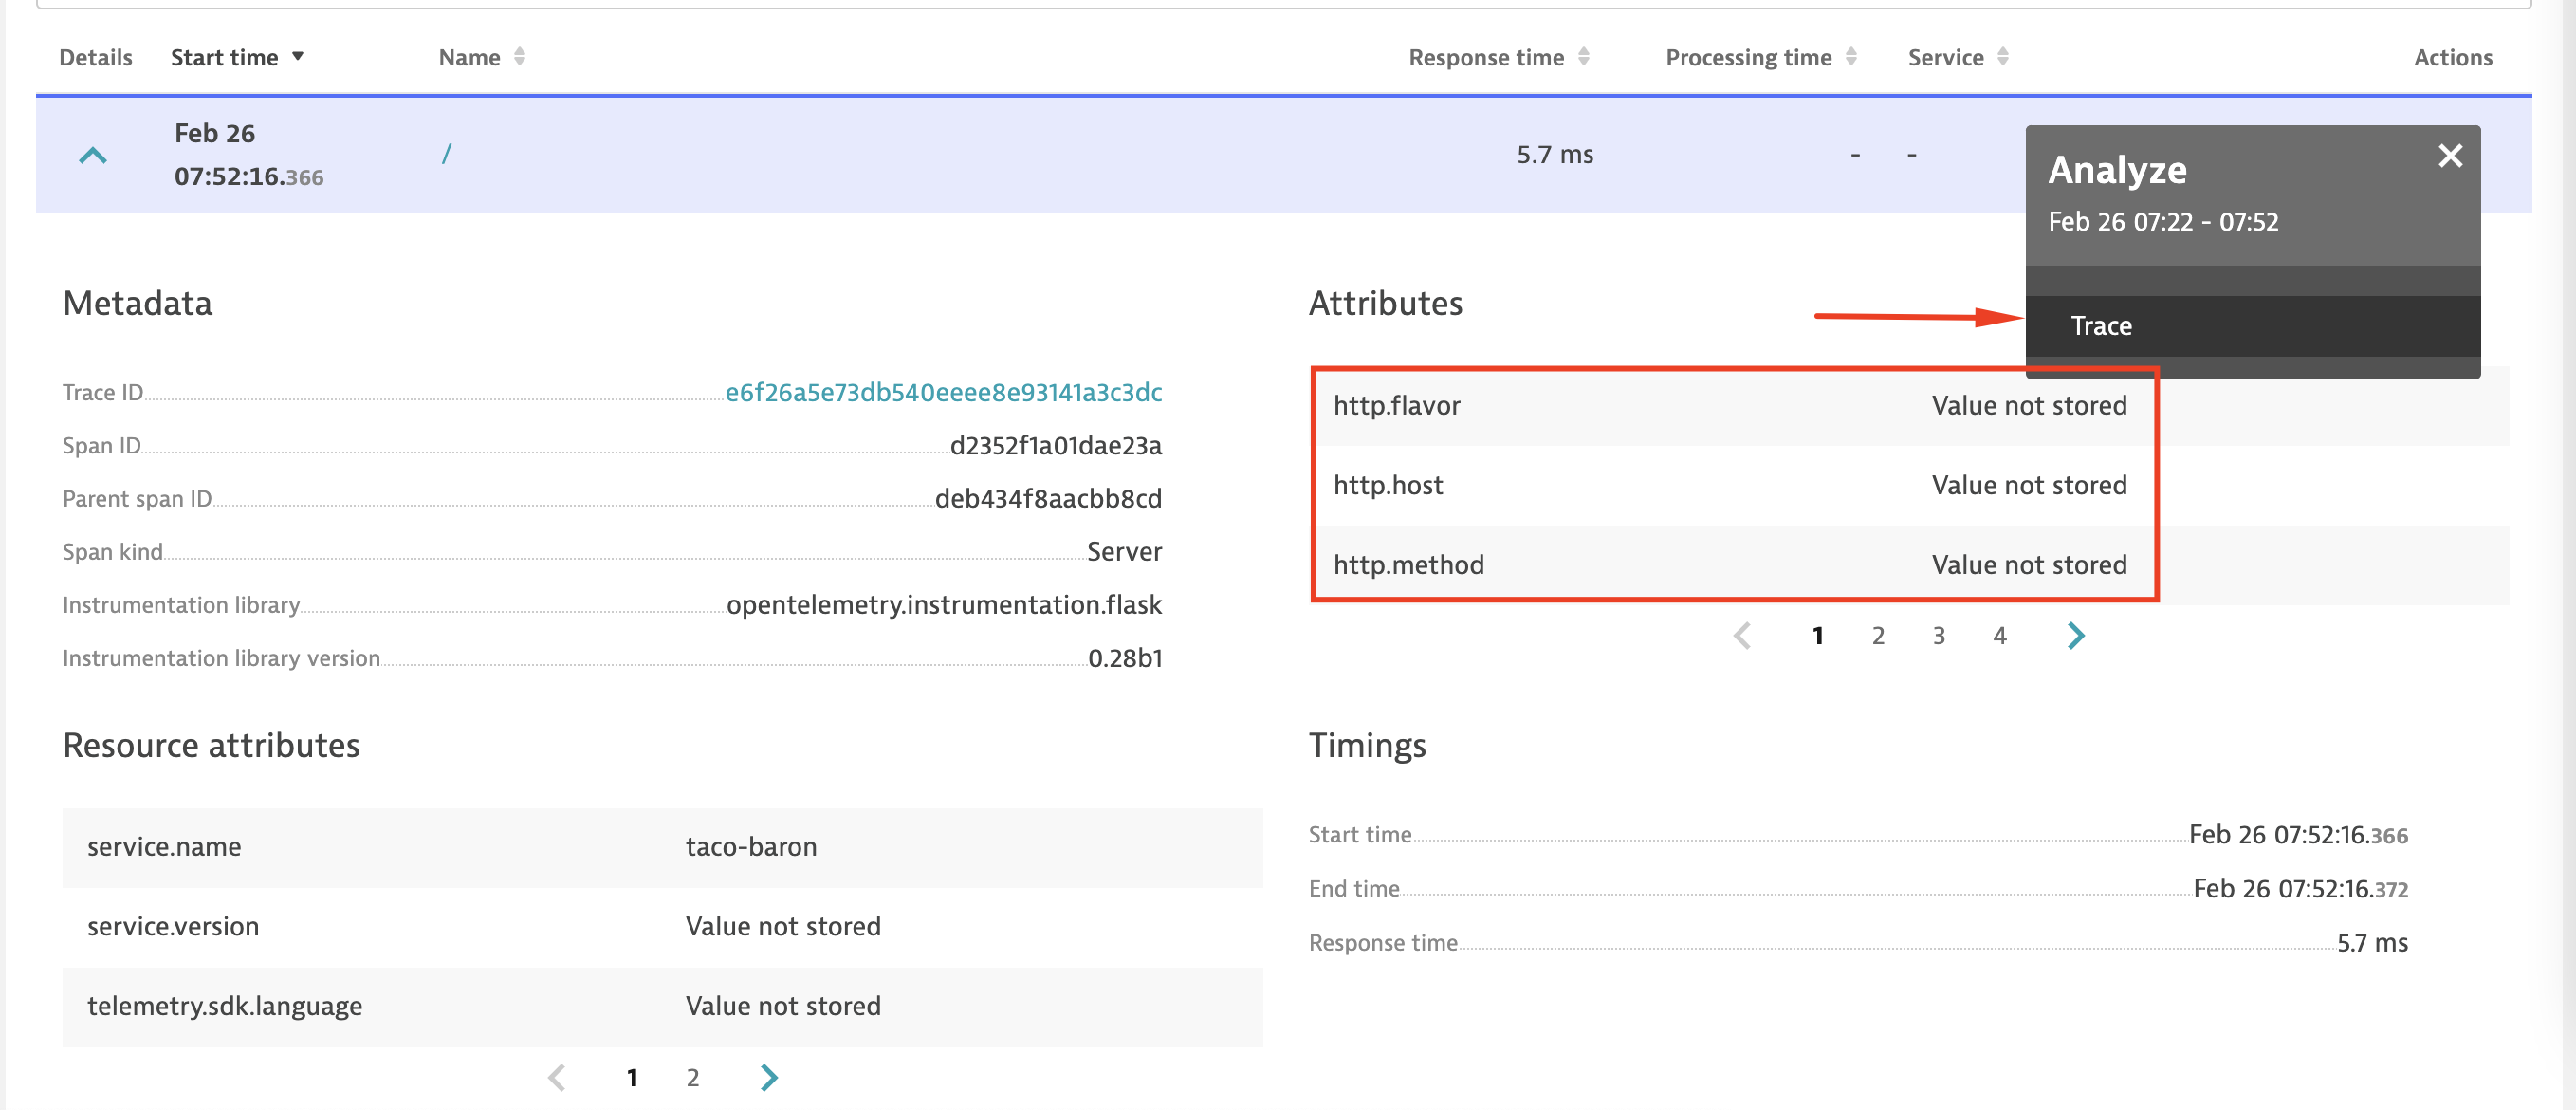 Details Start time Name Response time Processing time Service Actions
Feb 26
07:52:16.366
/
5.7 ms
-
-
Analyze
Feb 26 07:22 - 07:52
Trace
Metadata
Trace ID e6f26a5e73db540eeee8e93141a3c3dc
Span ID d2352f1a01dae23a
Parent span ID deb434f8aacbb8cd
Span kind Server
Instrumentation library opentelemetry.instrumentation.flask
Instrumentation library version 0.28b1
Attributes
http.flavor Value not stored
http.host Value not stored
http.method Value not stored
1 2 3 4
Resource attributes
service.name taco-baron
service.version Value not stored
telemetry.sdk.language Value not stored
1 2
Timings
Start time Feb 26 07:52:16.366
End time Feb 26 07:52:16.372
Response time 5.7 ms